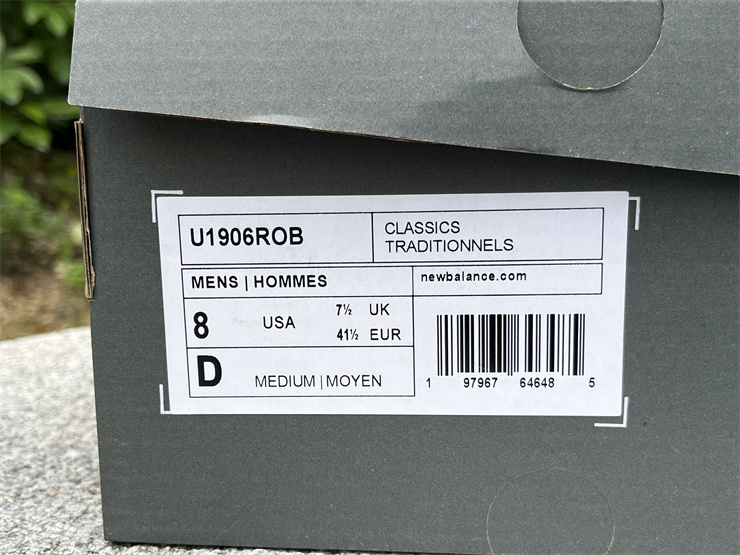 U1906ROB
CLASSICS
TRADITIONNELS
MENS | HOMMES
newbalance.com
8 USA 7½ UK
41½ EUR
D MEDIUM | MOYEN
1 97967 64648 5